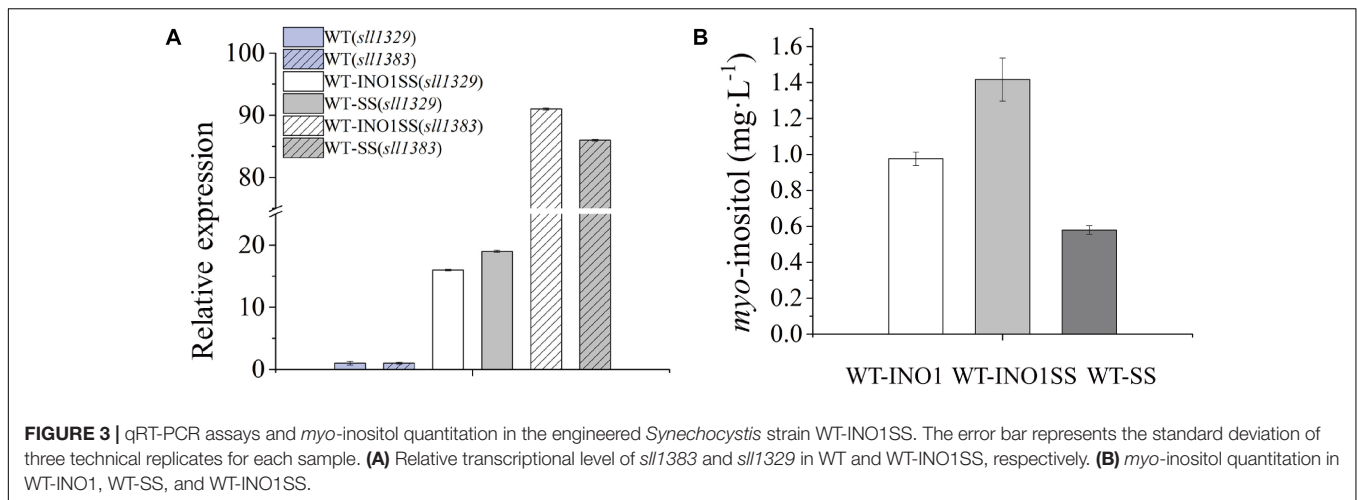 A
Relative expression
100
90
80
20
10
0
WT(sll1329)
WT(sll1383)
WT-INO1SS(sll1329)
WT-SS(sll1329)
WT-INO1SS(sll1383)
WT-SS(sll1383)
B
myo-inositol (mg·L⁻¹)
1.6
1.4
1.2
1.0
0.8
0.6
0.4
0.2
0.0
WT-INO1 WT-INO1SS WT-SS
FIGURE 3 | qRT-PCR assays and myo-inositol quantitation in the engineered Synechocystis strain WT-INO1SS. The error bar represents the standard deviation of
three technical replicates for each sample. (A) Relative transcriptional level of sll1383 and sll1329 in WT and WT-INO1SS, respectively. (B) myo-inositol quantitation in
WT-INO1, WT-SS, and WT-INO1SS.